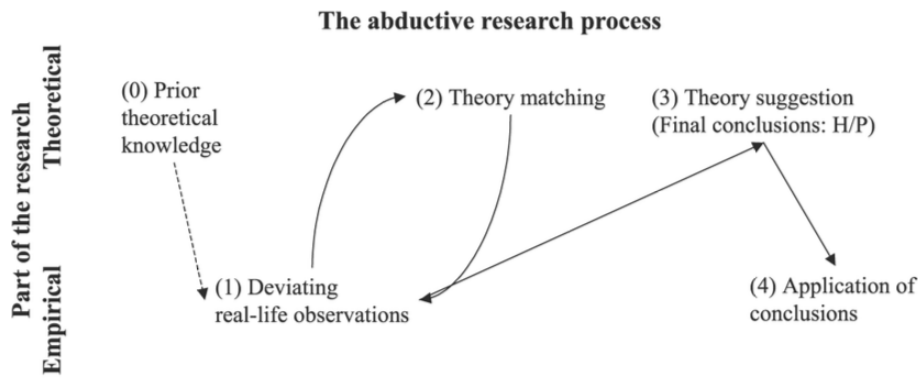 The abductive research process
Part of the research
Theoretical
Empirical
(0) Prior
theoretical
knowledge
(2) Theory matching
(3) Theory suggestion
(Final conclusions: H/P)
(1) Deviating
real-life observations
(4) Application of
conclusions